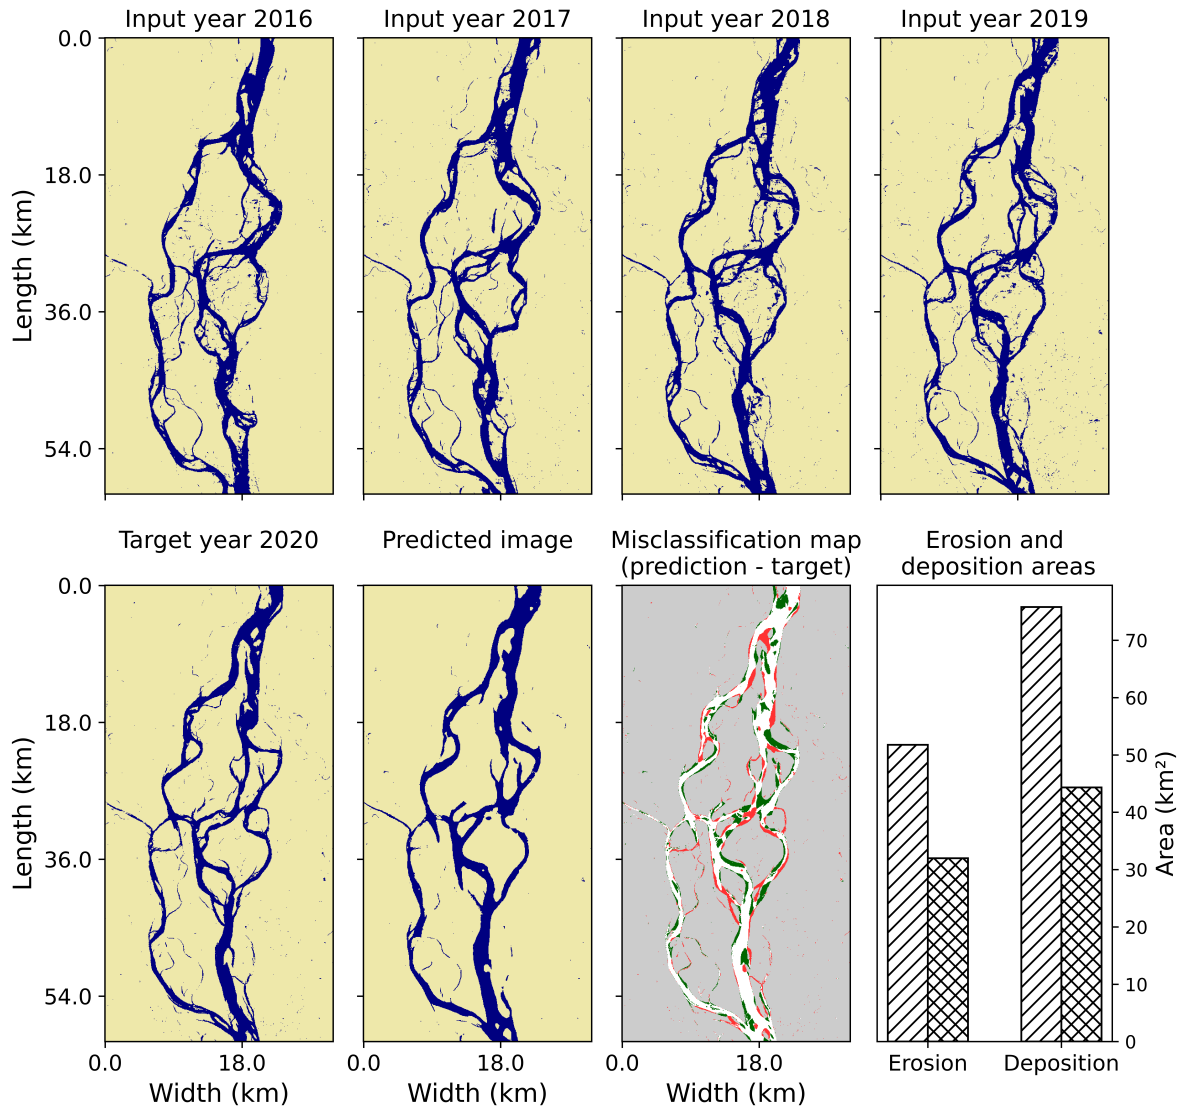 Input year 2016
Input year 2017
Input year 2018
Input year 2019
0.0
18.0
36.0
54.0
Length (km)
Target year 2020
Predicted image
Misclassification map
(prediction - target)
Erosion and
deposition areas
0.0
18.0
36.0
54.0
Length (km)
0.0
18.0
Width (km)
0.0
18.0
Width (km)
0.0
18.0
Width (km)
70
60
50
40
30
20
10
0
Area (km²)
Erosion
Deposition